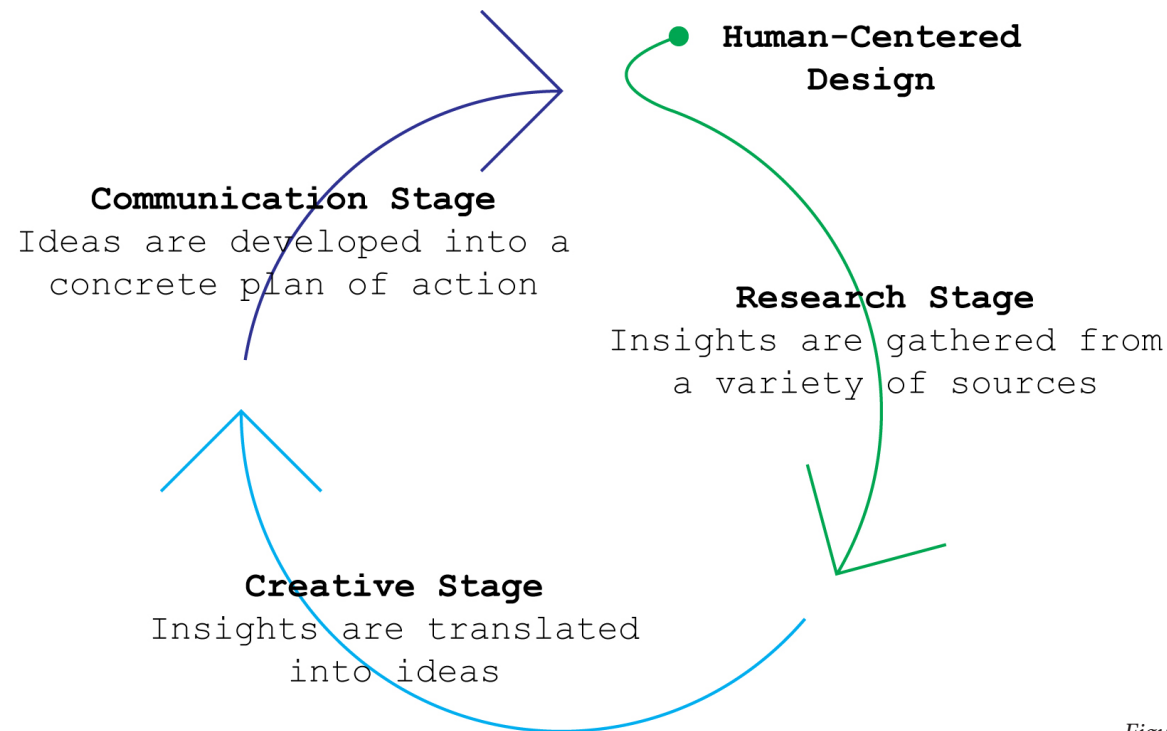 Human-Centered
Design
Research Stage
Insights are gathered from
a variety of sources
Creative Stage
Insights are translated
into ideas
Communication Stage
Ideas are developed into a
concrete plan of action